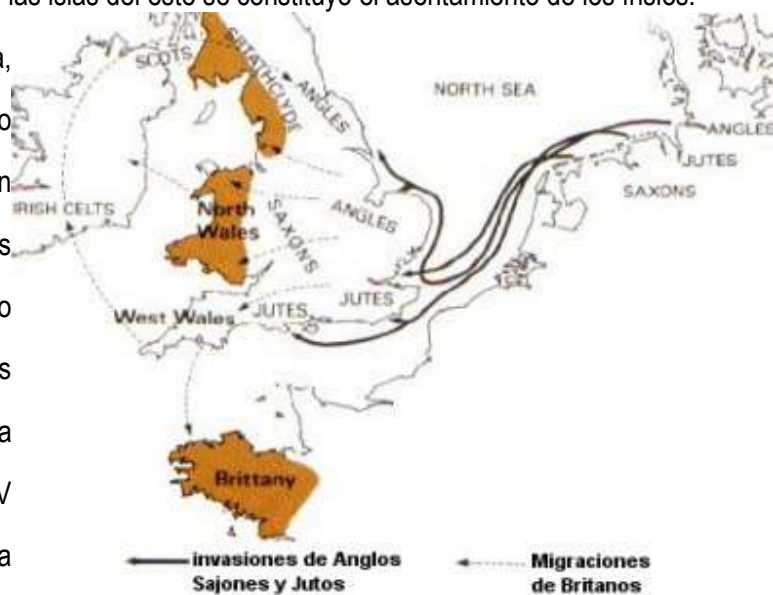 las islas del este se constituyó el asentamiento de los frisios.
a,
o
n
s
o
s
a
V
a
SCOTS
STRATHCLYDE
ANGLES
NORTH SEA
ANGLES
JUTES
SAXONS
IRISH CELTS
North
Wales
SAXONS
ANGLES
West Wales
JUTES
JUTES
Brittany
invasiones de Anglos
Sajones y Jutos
Migraciones
de Britanos